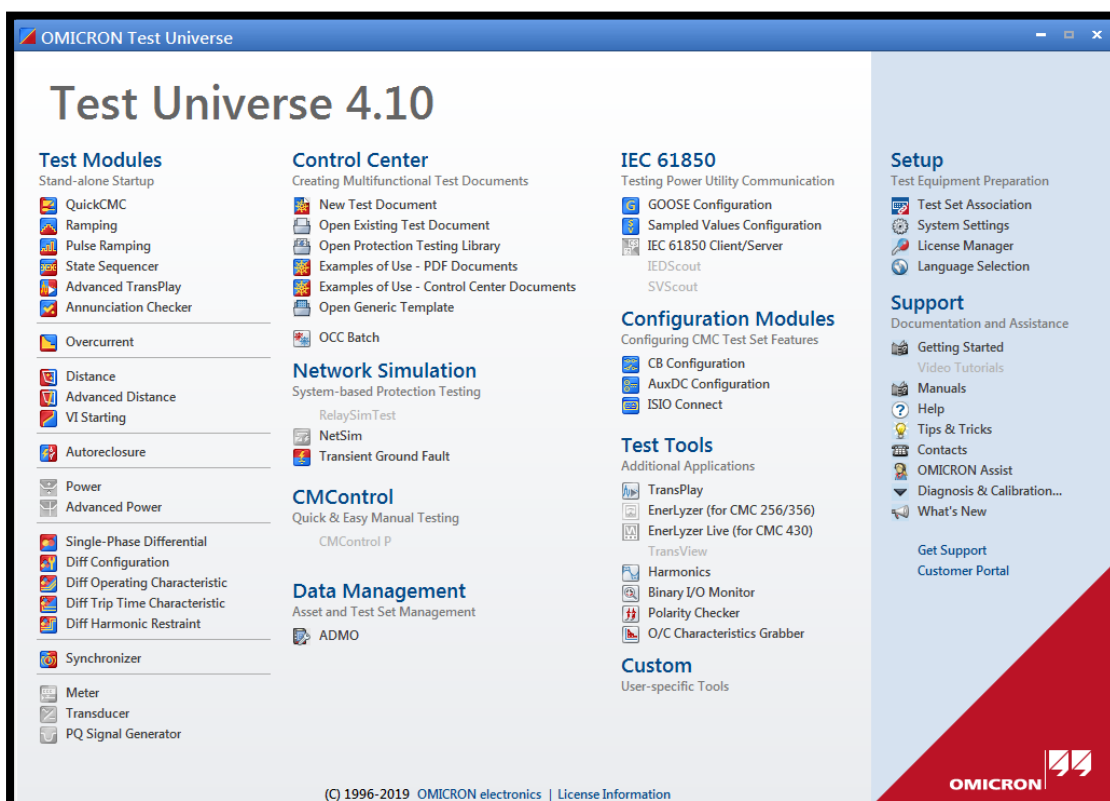 OMICRON Test Universe
Test Universe 4.10
Test Modules
Stand-alone Startup
QuickCMC
Ramping
Pulse Ramping
State Sequencer
Advanced TransPlay
Annunciation Checker
Overcurrent
Distance
Advanced Distance
VI Starting
Autoreclosure
Power
Advanced Power
Single-Phase Differential
Diff Configuration
Diff Operating Characteristic
Diff Trip Time Characteristic
Diff Harmonic Restraint
Synchronizer
Meter
Transducer
PQ Signal Generator
Control Center
Creating Multifunctional Test Documents
New Test Document
Open Existing Test Document
Open Protection Testing Library
Examples of Use - PDF Documents
Examples of Use - Control Center Documents
Open Generic Template
OCC Batch
Network Simulation
System-based Protection Testing
RelaySimTest
NetSim
Transient Ground Fault
CMControl
Quick & Easy Manual Testing
CMControl P
Data Management
Asset and Test Set Management
ADMO
IEC 61850
Testing Power Utility Communication
GOOSE Configuration
Sampled Values Configuration
IEC 61850 Client/Server
IEDScout
SVScout
Configuration Modules
Configuring CMC Test Set Features
CB Configuration
AuxDC Configuration
ISIO Connect
Test Tools
Additional Applications
TransPlay
EnerLyzer (for CMC 256/356)
EnerLyzer Live (for CMC 430)
TransView
Harmonics
Binary I/O Monitor
Polarity Checker
O/C Characteristics Grabber
Custom
User-specific Tools
Setup
Test Equipment Preparation
Test Set Association
System Settings
License Manager
Language Selection
Support
Documentation and Assistance
Getting Started
Video Tutorials
Manuals
Help
Tips & Tricks
Contacts
OMICRON Assist
Diagnosis & Calibration...
What's New
Get Support
Customer Portal
OMICRON
(C) 1996-2019 OMICRON electronics | License Information